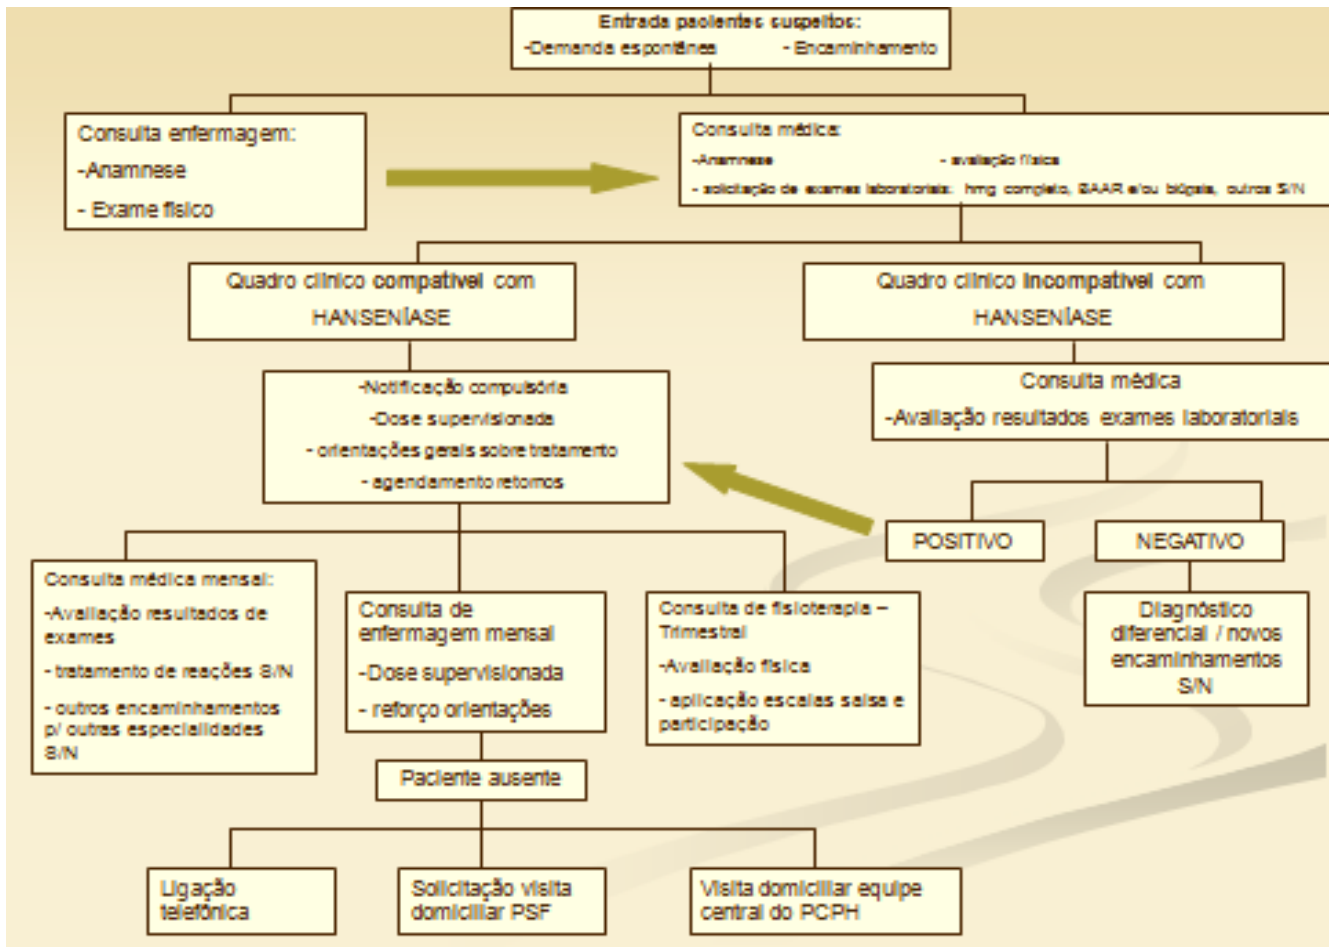 Entrada pacientes suspeitos:
-Demanda espontânea - Encaminhamento
Consulta enfermagem:
-Anamnese
- Exame físico
Consulta médica:
-Anamnese - avaliação física
- solicitação de exames laboratoriais: hmg completo, BAAR e/ou biópsia, outros S/N
Quadro clínico compatível com
HANSENÍASE
Quadro clínico incompatível com
HANSENÍASE
-Notificação compulsória
-Dose supervisionada
- orientações gerais sobre tratamento
- agendamento retornos
Consulta médica
-Avaliação resultados exames laboratoriais
POSITIVO
NEGATIVO
Consulta médica mensal:
-Avaliação resultados de
exames
- tratamento de reações S/N
- outros encaminhamentos
p/ outras especialidades
S/N
Consulta de
enfermagem mensal
-Dose supervisionada
- reforço orientações
Consulta de fisioterapia –
Trimestral
-Avaliação física
- aplicação escalas salsa e
participação
Diagnóstico
diferencial / novos
encaminhamentos
S/N
Paciente ausente
Ligação
telefônica
Solicitação visita
domiciliar PSF
Visita domiciliar equipe
central do PCPH